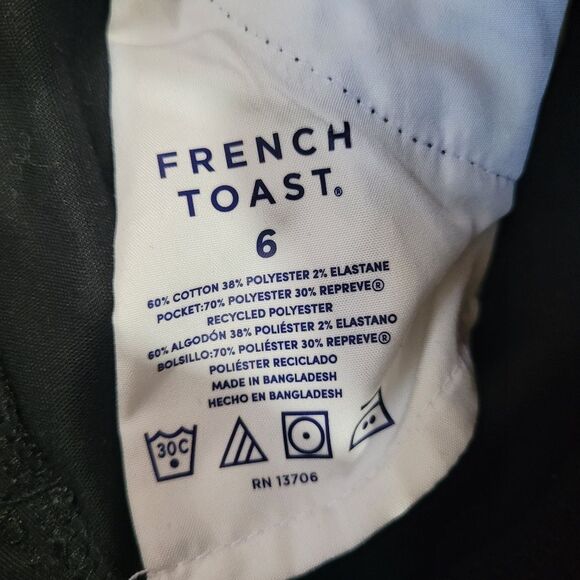 FRENCH
TOAST®
6
60% COTTON 38% POLYESTER 2% ELASTANE
POCKET:70% POLYESTER 30% REPREVE®
RECYCLED POLYESTER
60% ALGODÓN 38% POLIÉSTER 2% ELASTANO
BOLSILLO:70% POLIÉSTER 30% REPREVE®
POLIÉSTER RECICLADO
MADE IN BANGLADESH
HECHO EN BANGLADESH
30C
RN 13706